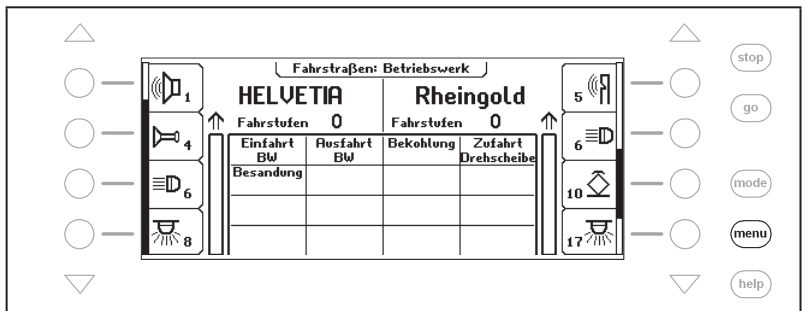 Fahrstraßen: Betriebswerk
HELVETIA Rheingold
Fahrstufen 0 Fahrstufen 0
Einfahrt BW Ausfahrt BW Bekohlung Zufahrt Drehscheibe
Besandung
1
4
6
8
5
6
10
17
stop
go
mode
menu
help